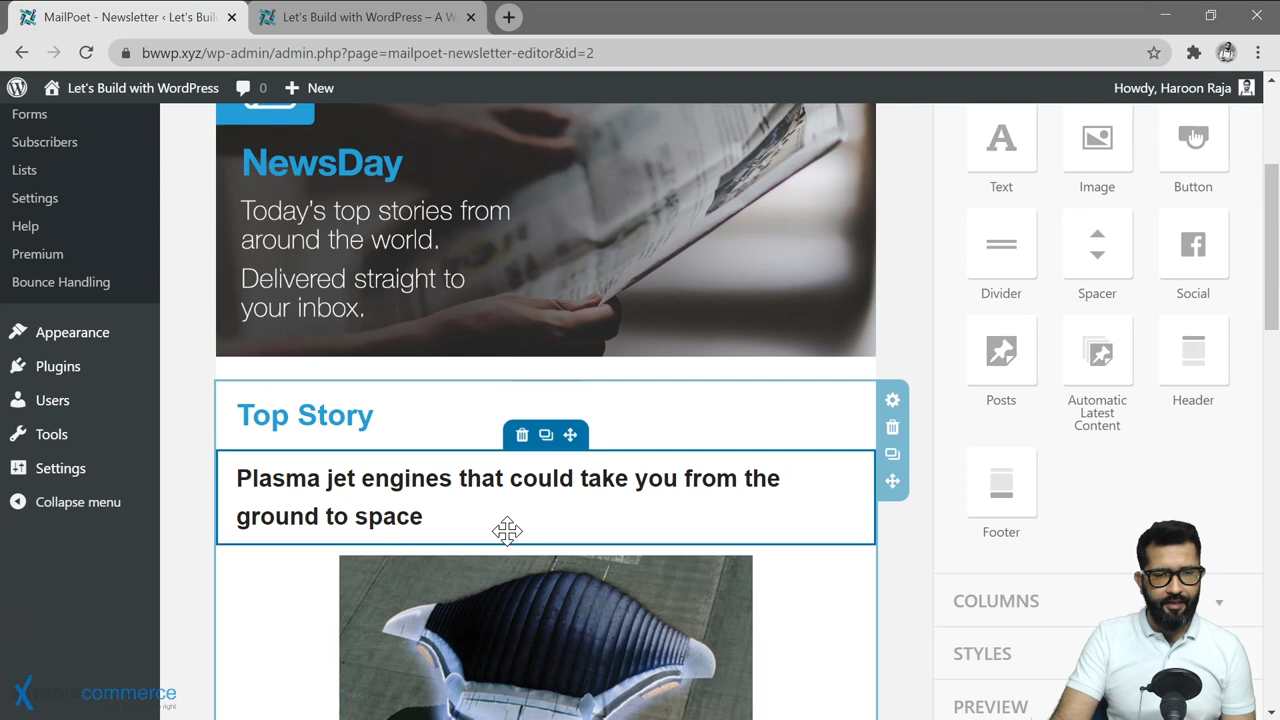 MailPoet - Newsletter ‹ Let's Buil
Let's Build with WordPress – A W
bwwp.xyz/wp-admin/admin.php?page=mailpoet-newsletter-editor&id=2
Let's Build with WordPress
0
New
Howdy, Haroon Raja
Forms
Subscribers
Lists
Settings
Help
Premium
Bounce Handling
Appearance
Plugins
Users
Tools
Settings
Collapse menu
NewsDay
Today's top stories from
around the world.
Delivered straight to
your inbox.
Top Story
Plasma jet engines that could take you from the
ground to space
Text
Image
Button
Divider
Spacer
Social
Posts
Automatic
Latest
Content
Header
Footer
COLUMNS
STYLES
PREVIEW